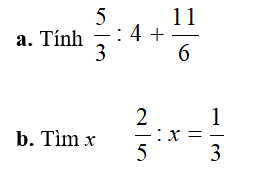 a. Tính 5/3 : 4 + 11/6
b. Tìm x 2/5 : x = 1/3